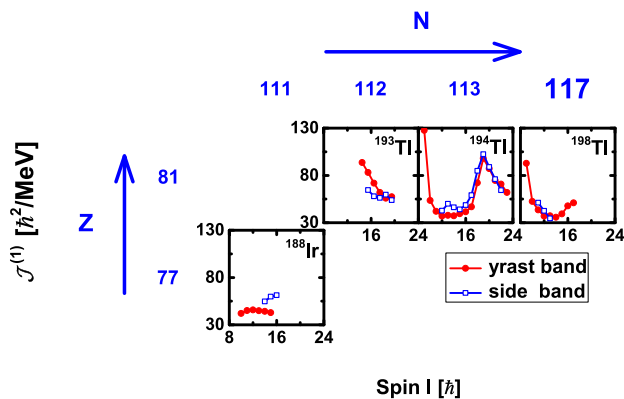 N
111 112 113 117
𝒥⁽¹⁾ [ħ²/MeV]
Z
81
77
130
80
30
¹⁹³Tl
¹⁹⁴Tl
¹⁹⁸Tl
16 24 16 24 16 24
130
80
30
¹⁸⁸Ir
8 16 24
yrast band
side band
Spin I [ħ]